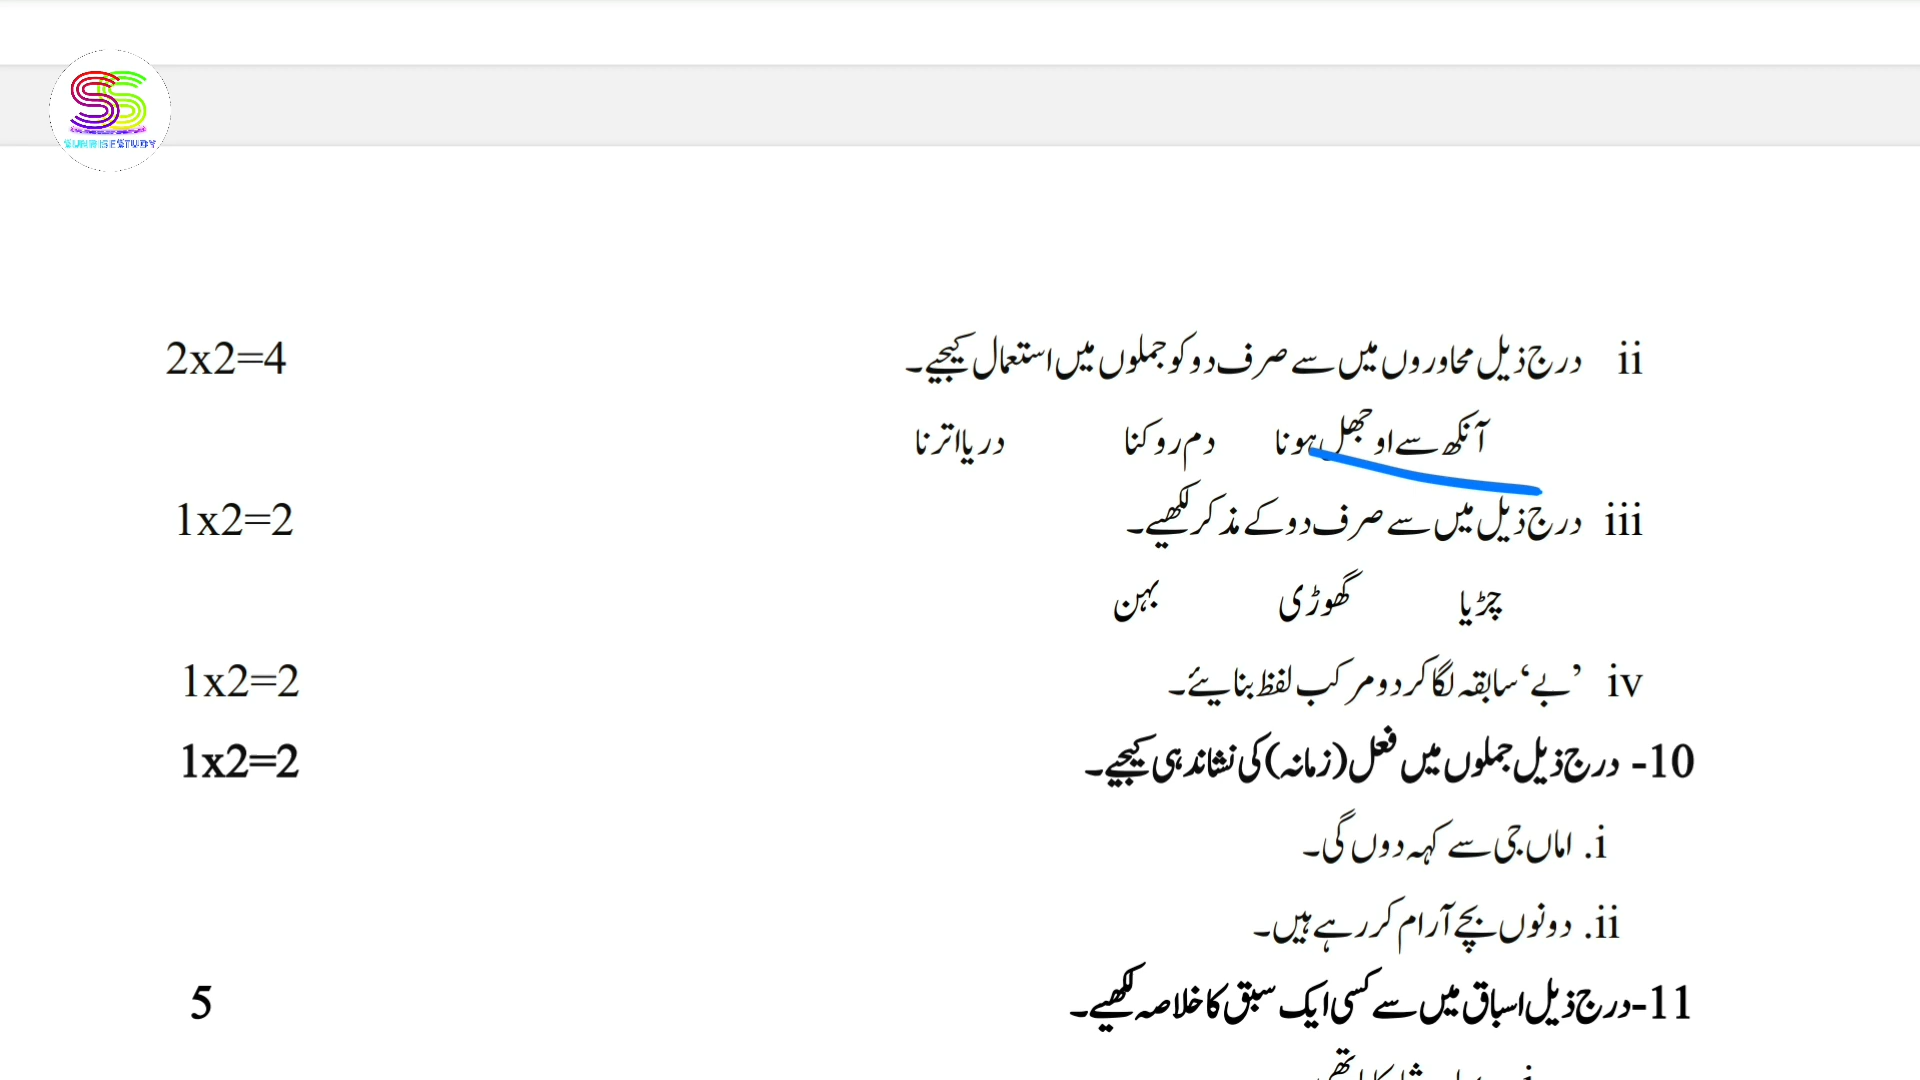 SUNRISE STUDY
ii درج ذیل محاوروں میں سے صرف دو کو جملوں میں استعمال کیجیے۔ 2x2=4
آنکھ سے اوجھل ہونا دم روکنا دریا اترنا
iii درج ذیل میں سے صرف دو کے مذکر لکھیے۔ 1x2=2
چڑیا گھوڑی بہن
iv ’بے‘ سابقہ لگا کر دو مرکب لفظ بنایئے۔ 1x2=2
10- درج ذیل جملوں میں فعل (زمانہ) کی نشاندہی کیجیے۔ 1x2=2
i. اماں جی سے کہہ دوں گی۔
ii. دونوں بچے آرام کر رہے ہیں۔
11- درج ذیل اسباق میں سے کسی ایک سبق کا خلاصہ لکھیے۔ 5